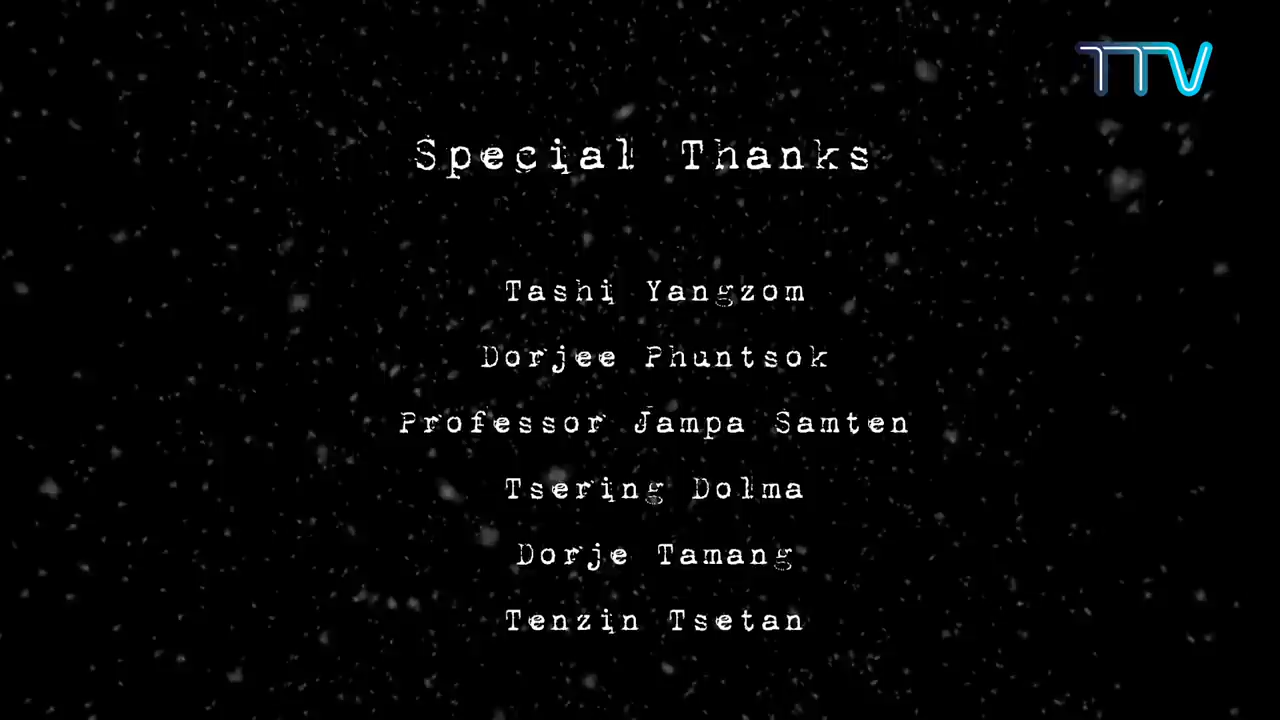 TTV
Special Thanks
Tashi Yangzom
Dorjee Phuntsok
Professor Jampa Samten
Tsering Dolma
Dorje Tamang
Tenzin Tsetan